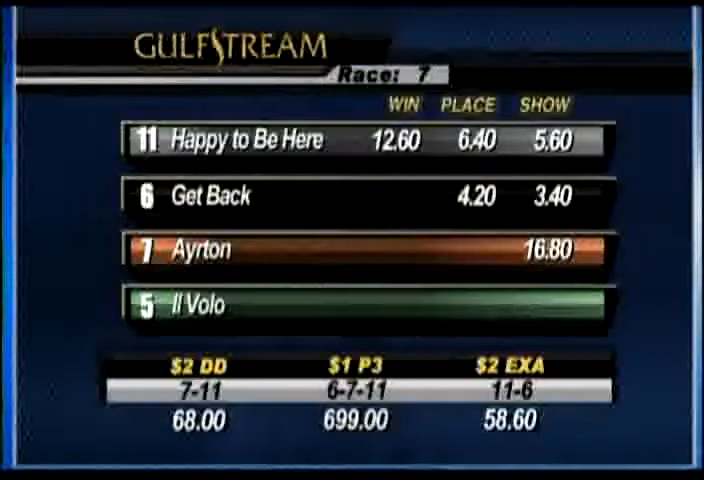 GULFSTREAM
Race: 7
WIN PLACE SHOW
11 Happy to Be Here 12.60 6.40 5.60
6 Get Back 4.20 3.40
7 Ayrton 16.80
5 Il Volo
$2 DD $1 P3 $2 EXA
7-11 6-7-11 11-6
68.00 699.00 58.60